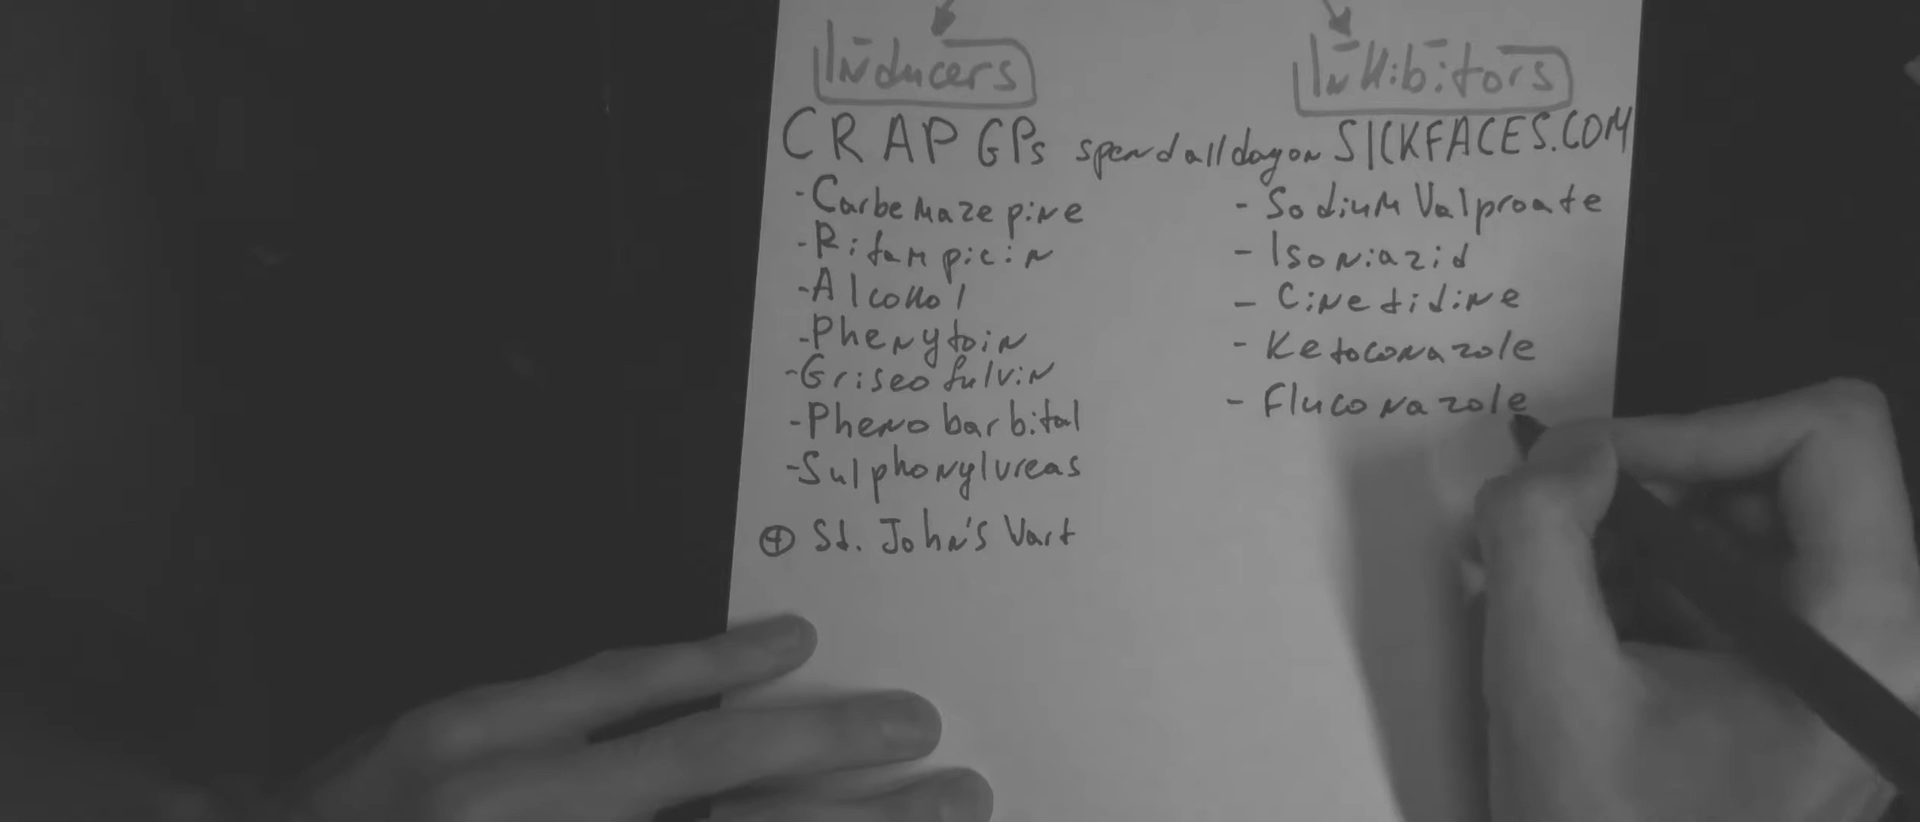 Inducers
Inhibitors
CRAP GPs spend all day on SICKFACES.COM
- Carbemazepine
- Rifampicin
- Alcohol
- Phenytoin
- Griseofulvin
- Phenobarbital
- Sulphonylureas
⊕ St. John's Vart
- Sodium Valproate
- Isoniazid
- Cimetidine
- Ketoconazole
- Fluconazole